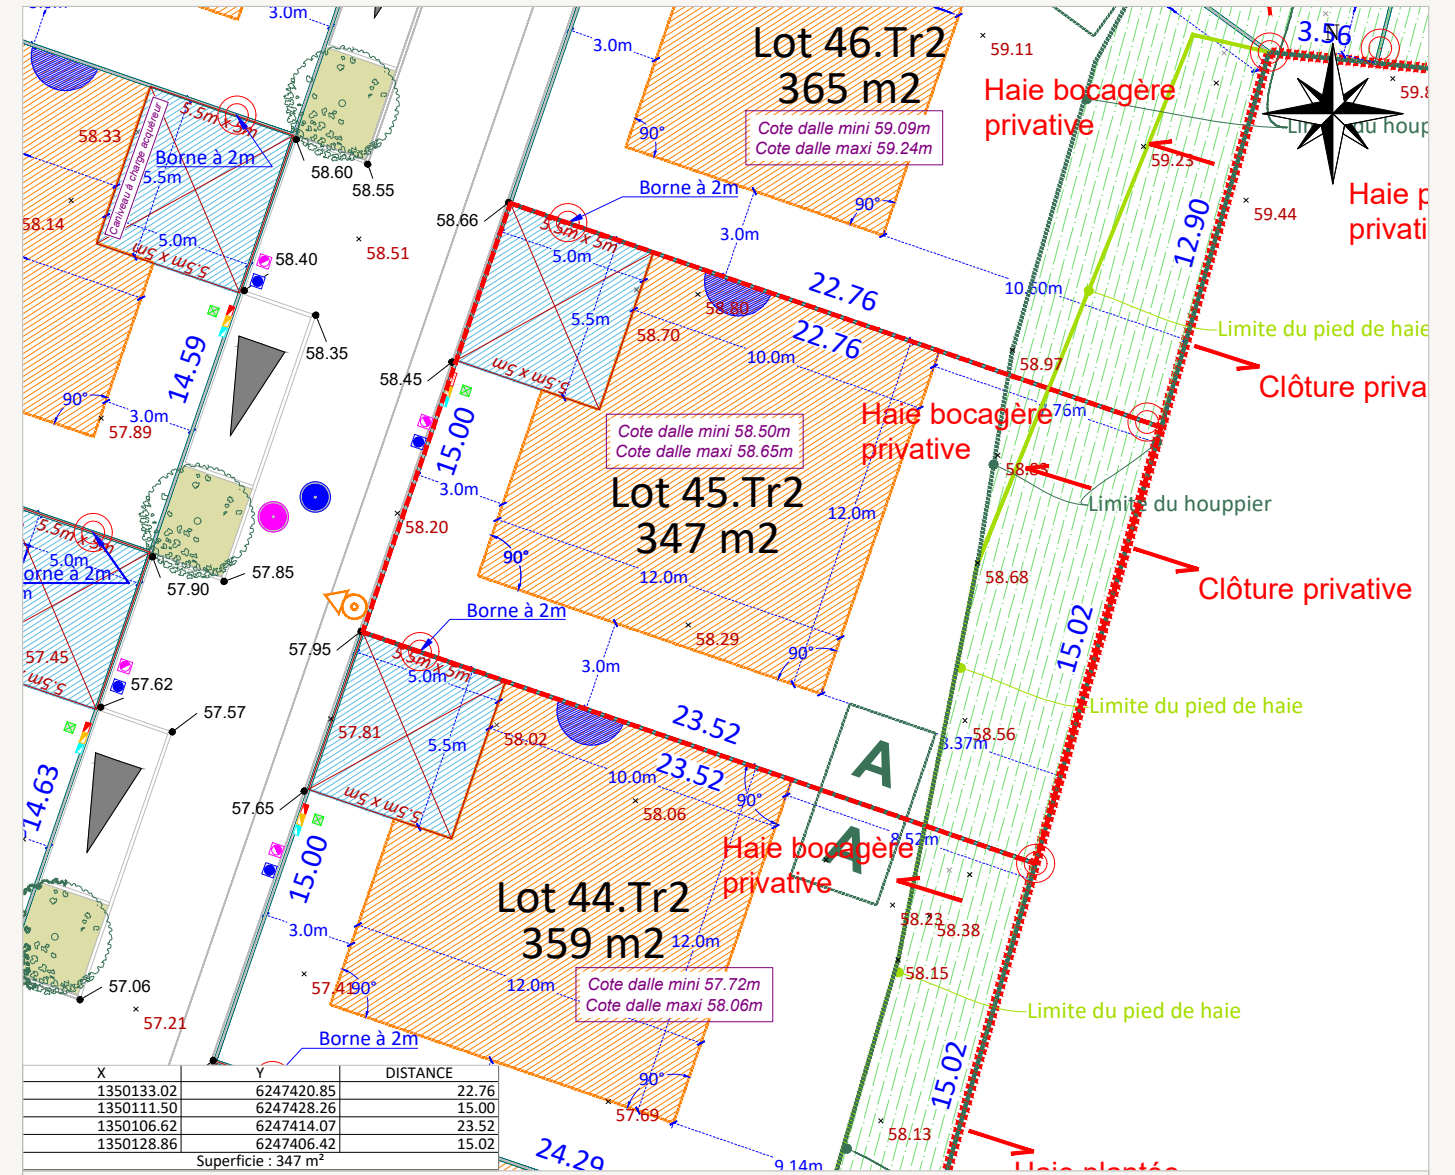 3.0m
3.0m
3.56
Lot 46.Tr2
365 m2
59.11
Haie bocagère
privative
Cote dalle mini 59.09m
Cote dalle maxi 59.24m
90°
58.33
5.5m x 5m
Caniveau à charge acquéreur
Borne à 2m
5.5m
58.60
58.55
59.23
59.44
58.14
5.0m
5.5m x 5m
58.40
58.51
58.66
Borne à 2m
5.5m x 5m
5.0m
3.0m
90°
12.90
22.76
22.76
10.60m
58.80
58.70
5.5m
10.0m
Limite du pied de haie
58.35
14.59
58.45
5.5m x 5m
58.97
Clôture priva
90°
3.0m
57.89
15.00
Cote dalle mini 58.50m
Cote dalle maxi 58.65m
Haie bocagère
privative
Lot 45.Tr2
347 m2
3.0m
58.20
12.0m
Limite du houppier
90°
12.0m
58.68
Clôture privative
5.5m x 5m
5.0m
57.90
57.85
Borne à 2m
57.95
58.29
90°
3.0m
15.02
57.45
5.5m
57.62
57.57
5.5m x 5m
5.0m
57.81
5.5m
58.02
23.52
23.52
A
58.56
Limite du pied de haie
10.0m
90°
58.06
A
8.52m
14.63
57.65
5.5m x 5m
15.00
Haie bocagère
privative
Lot 44.Tr2
359 m2
12.0m
58.23
58.38
3.0m
57.41
90°
12.0m
Cote dalle mini 57.72m
Cote dalle maxi 58.06m
58.15
Limite du pied de haie
57.06
57.21
Borne à 2m
90°
57.69
15.02
58.13
24.29
9.14m
Haie plantée
X Y DISTANCE
1350133.02 6247420.85 22.76
1350111.50 6247428.26 15.00
1350106.62 6247414.07 23.52
1350128.86 6247406.42 15.02
Superficie : 347 m²